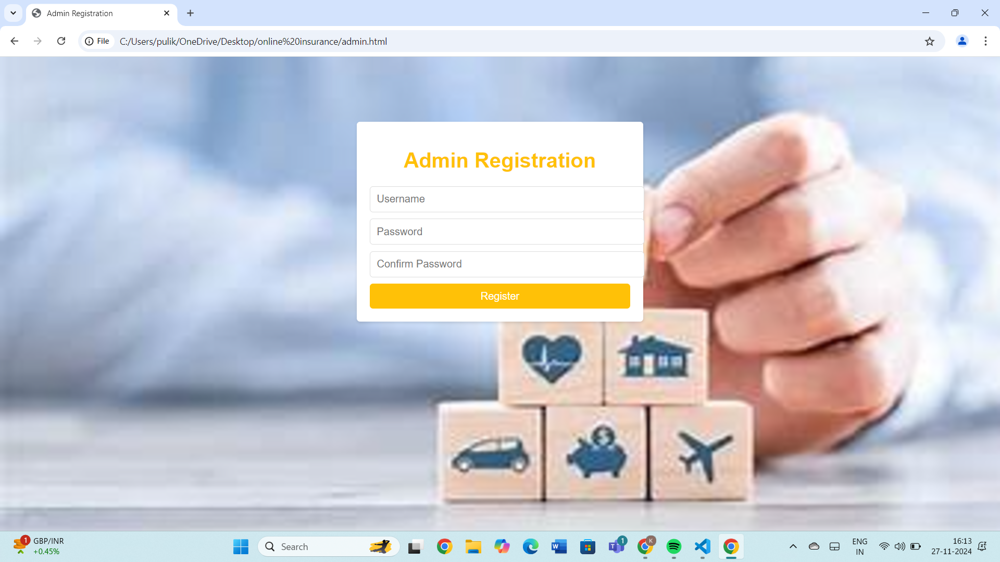 Admin Registration
File
C:/Users/pulik/OneDrive/Desktop/online%20insurance/admin.html
Admin Registration
Username
Password
Confirm Password
Register
1
GBP/INR
+0.45%
Search
W
T
1
K
ENG
IN
16:13
27-11-2024